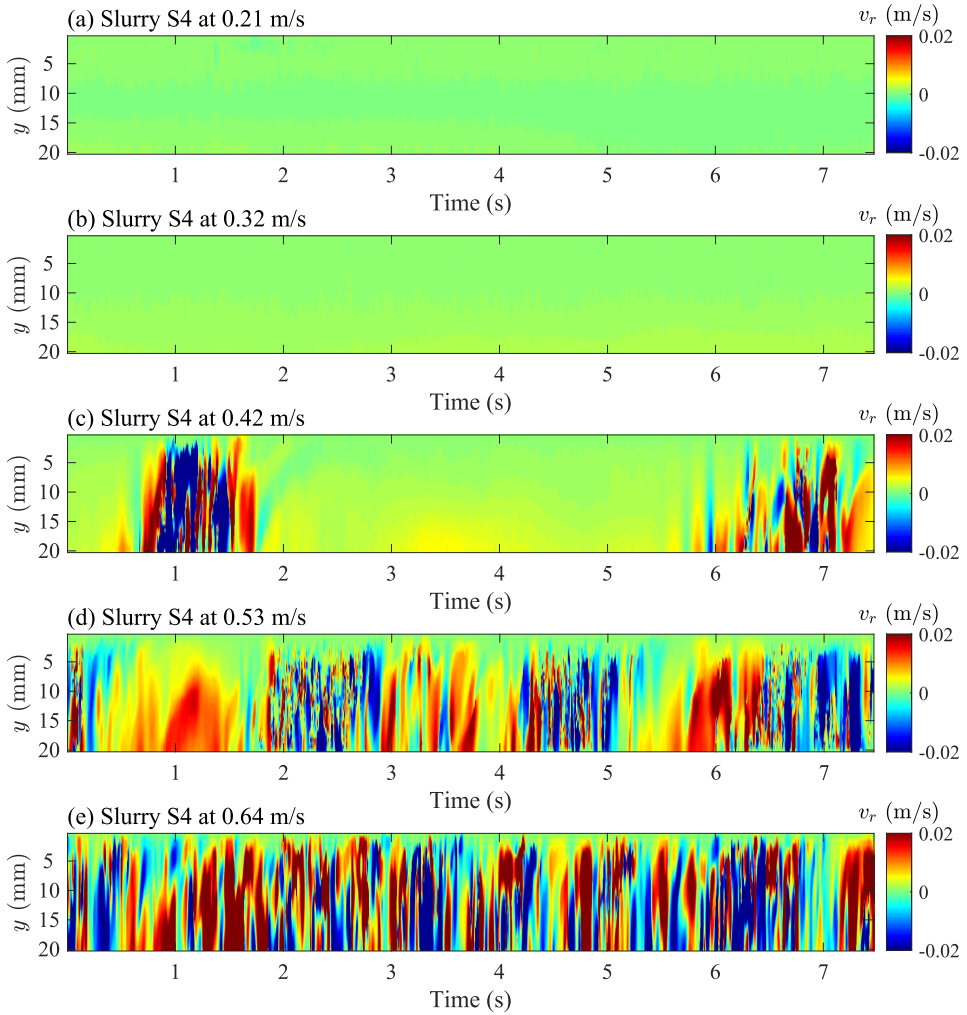 (a) Slurry S4 at 0.21 m/s
v_r (m/s)
0.02
0
-0.02
y (mm)
5
10
15
20
1 2 3 4 5 6 7
Time (s)
(b) Slurry S4 at 0.32 m/s
v_r (m/s)
0.02
0
-0.02
y (mm)
5
10
15
20
1 2 3 4 5 6 7
Time (s)
(c) Slurry S4 at 0.42 m/s
v_r (m/s)
0.02
0
-0.02
y (mm)
5
10
15
20
1 2 3 4 5 6 7
Time (s)
(d) Slurry S4 at 0.53 m/s
v_r (m/s)
0.02
0
-0.02
y (mm)
5
10
15
20
1 2 3 4 5 6 7
Time (s)
(e) Slurry S4 at 0.64 m/s
v_r (m/s)
0.02
0
-0.02
y (mm)
5
10
15
20
1 2 3 4 5 6 7
Time (s)